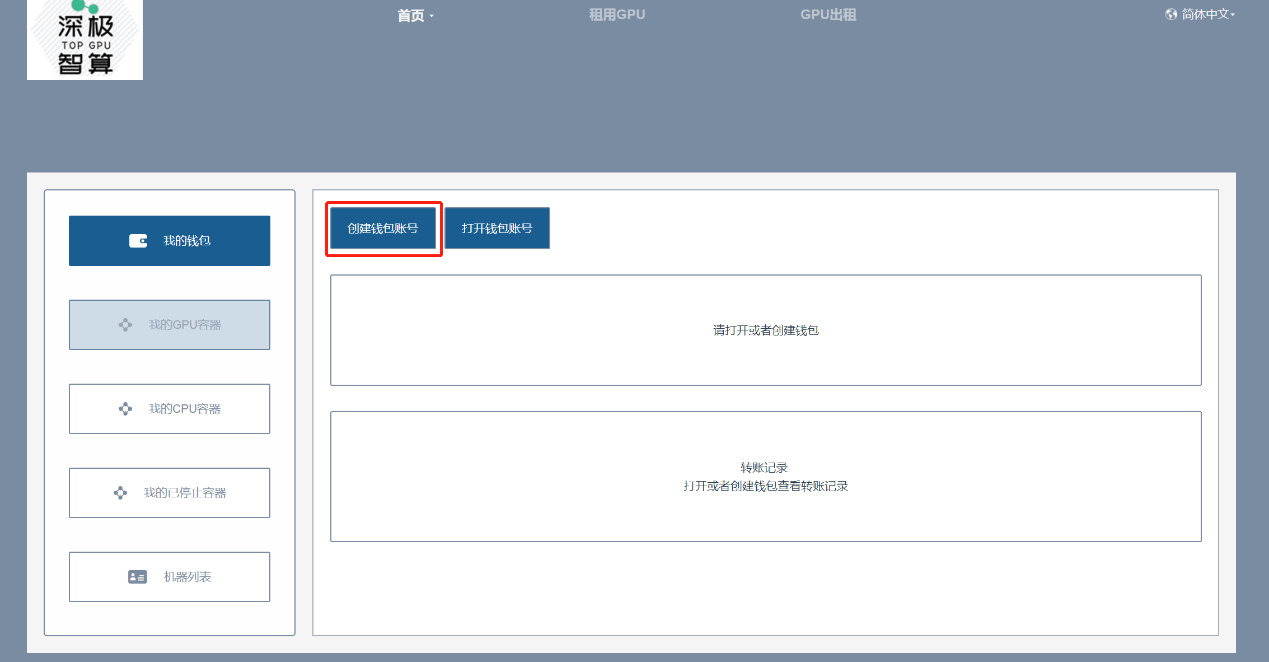 深极
TOP GPU
智算
首页
租用GPU
GPU出租
简体中文
我的钱包
我的GPU容器
我的CPU容器
我的已停止容器
机器列表
创建钱包账号
打开钱包账号
请打开或者创建钱包
转账记录
打开或者创建钱包查看转账记录